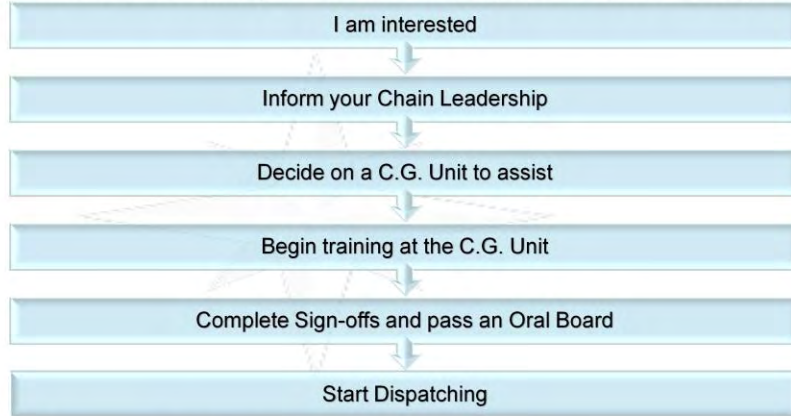 I am interested
Inform your Chain Leadership
Decide on a C.G. Unit to assist
Begin training at the C.G. Unit
Complete Sign-offs and pass an Oral Board
Start Dispatching